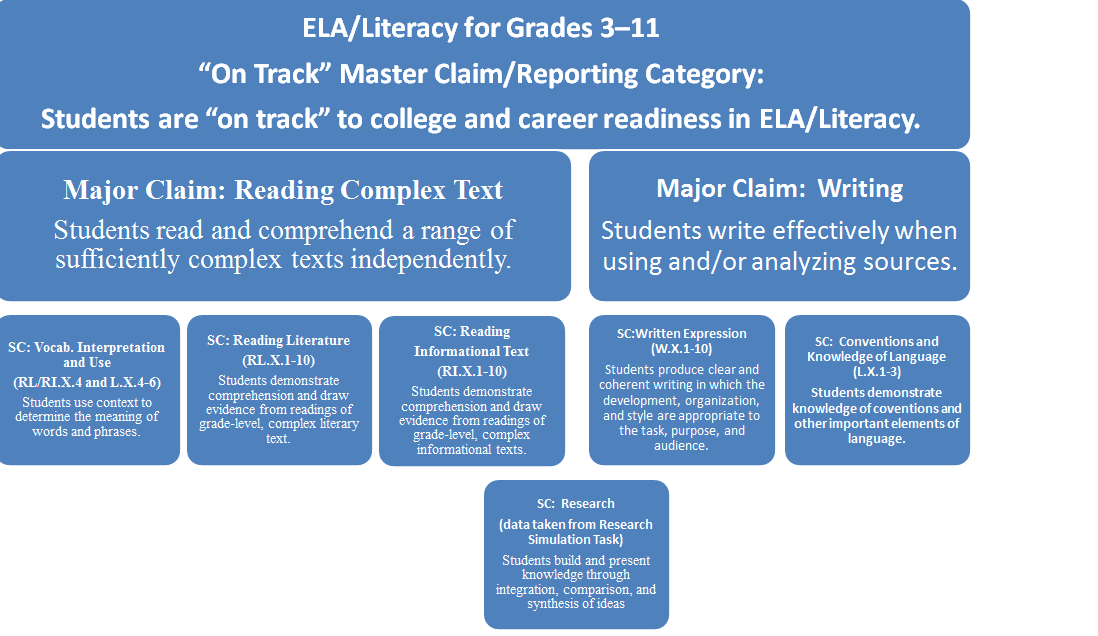 ELA/Literacy for Grades 3–11
“On Track” Master Claim/Reporting Category:
Students are “on track” to college and career readiness in ELA/Literacy.
Major Claim: Reading Complex Text
Students read and comprehend a range of
sufficiently complex texts independently.
Major Claim:  Writing
Students write effectively when
using and/or analyzing sources.
SC: Vocab. Interpretation
and Use
(RL/RI.X.4 and L.X.4-6)
Students use context to
determine the meaning of
words and phrases.
SC: Reading Literature
(RL.X.1-10)
Students demonstrate
comprehension and draw
evidence from readings of
grade-level, complex literary
text.
SC: Reading
Informational Text
(RI.X.1-10)
Students demonstrate
comprehension and draw
evidence from readings of
grade-level, complex
informational texts.
SC:Written Expression
(W.X.1-10)
Students produce clear and
coherent writing in which the
development, organization,
and style are appropriate to
the task, purpose, and
audience.
SC:  Conventions and
Knowledge of Language
(L.X.1-3)
Students demonstrate
knowledge of coventions and
other important elements of
language.
SC:  Research
(data taken from Research
Simulation Task)
Students build and present
knowledge through
integration, comparison, and
synthesis of ideas